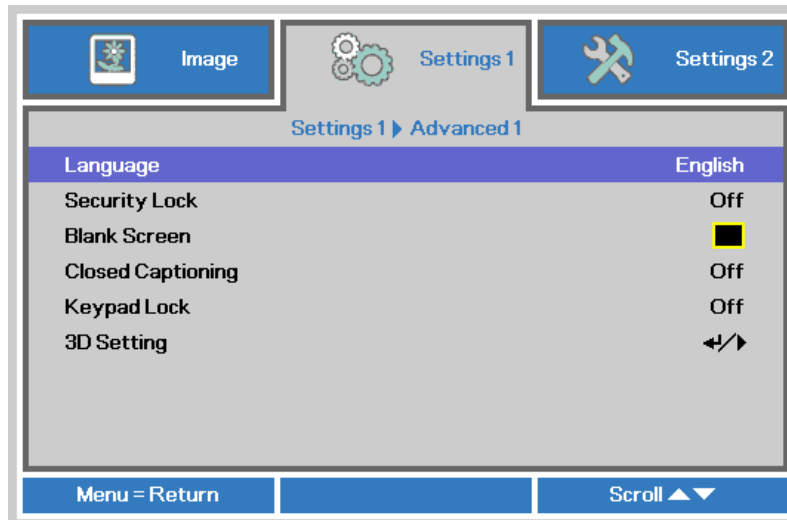 Image Settings 1 Settings 2
Settings 1 ▶ Advanced 1
Language English
Security Lock Off
Blank Screen
Closed Captioning Off
Keypad Lock Off
3D Setting ↵/▶
Menu = Return Scroll ▲▼